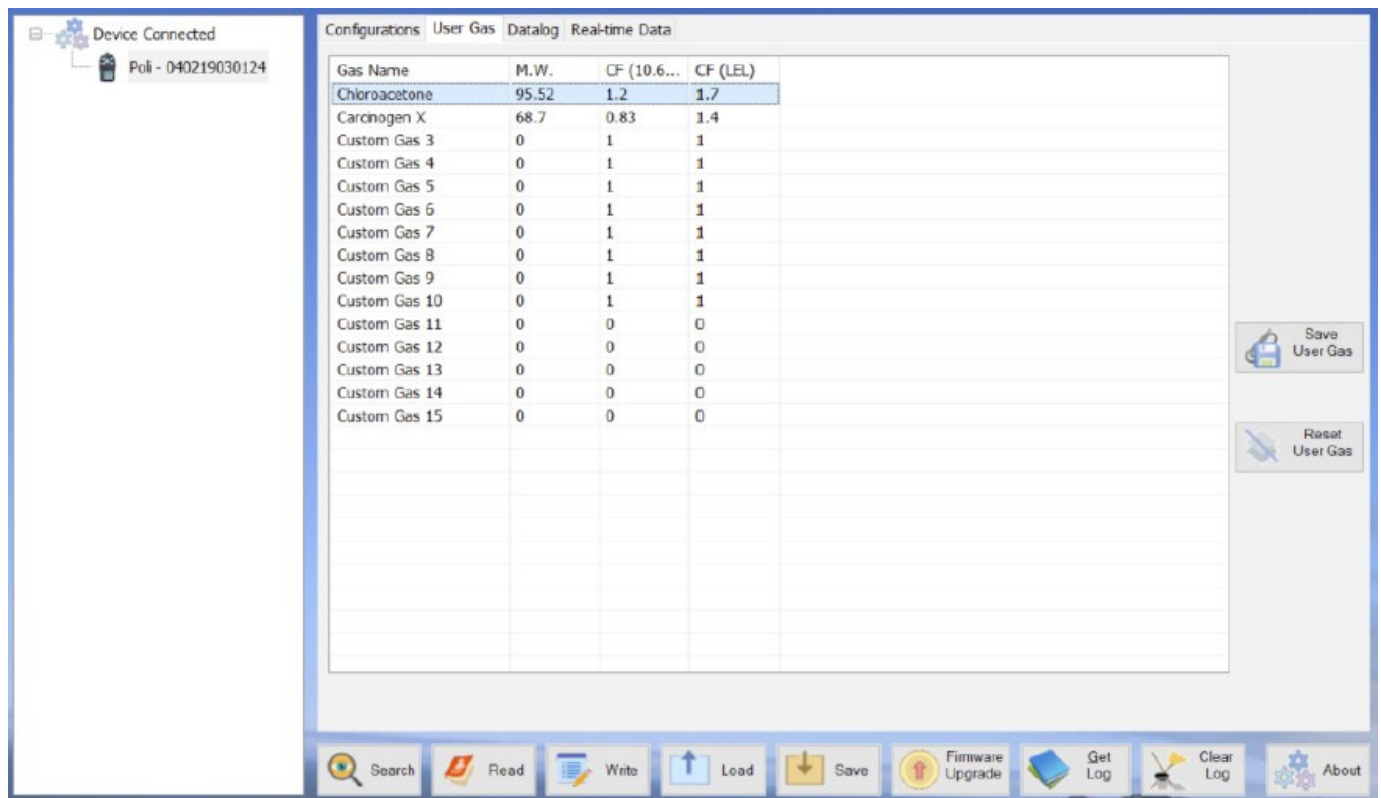 Device Connected
Poli - 040219030124
Configurations User Gas Datalog Real-time Data
Gas Name M.W. CF (10.6... CF (LEL)
Chloroacetone 95.52 1.2 1.7
Carcinogen X 68.7 0.83 1.4
Custom Gas 3 0 1 1
Custom Gas 4 0 1 1
Custom Gas 5 0 1 1
Custom Gas 6 0 1 1
Custom Gas 7 0 1 1
Custom Gas 8 0 1 1
Custom Gas 9 0 1 1
Custom Gas 10 0 1 1
Custom Gas 11 0 0 0
Custom Gas 12 0 0 0
Custom Gas 13 0 0 0
Custom Gas 14 0 0 0
Custom Gas 15 0 0 0
Save
User Gas
Reset
User Gas
Search Read Write Load Save Firmware Upgrade Get Log Clear Log About